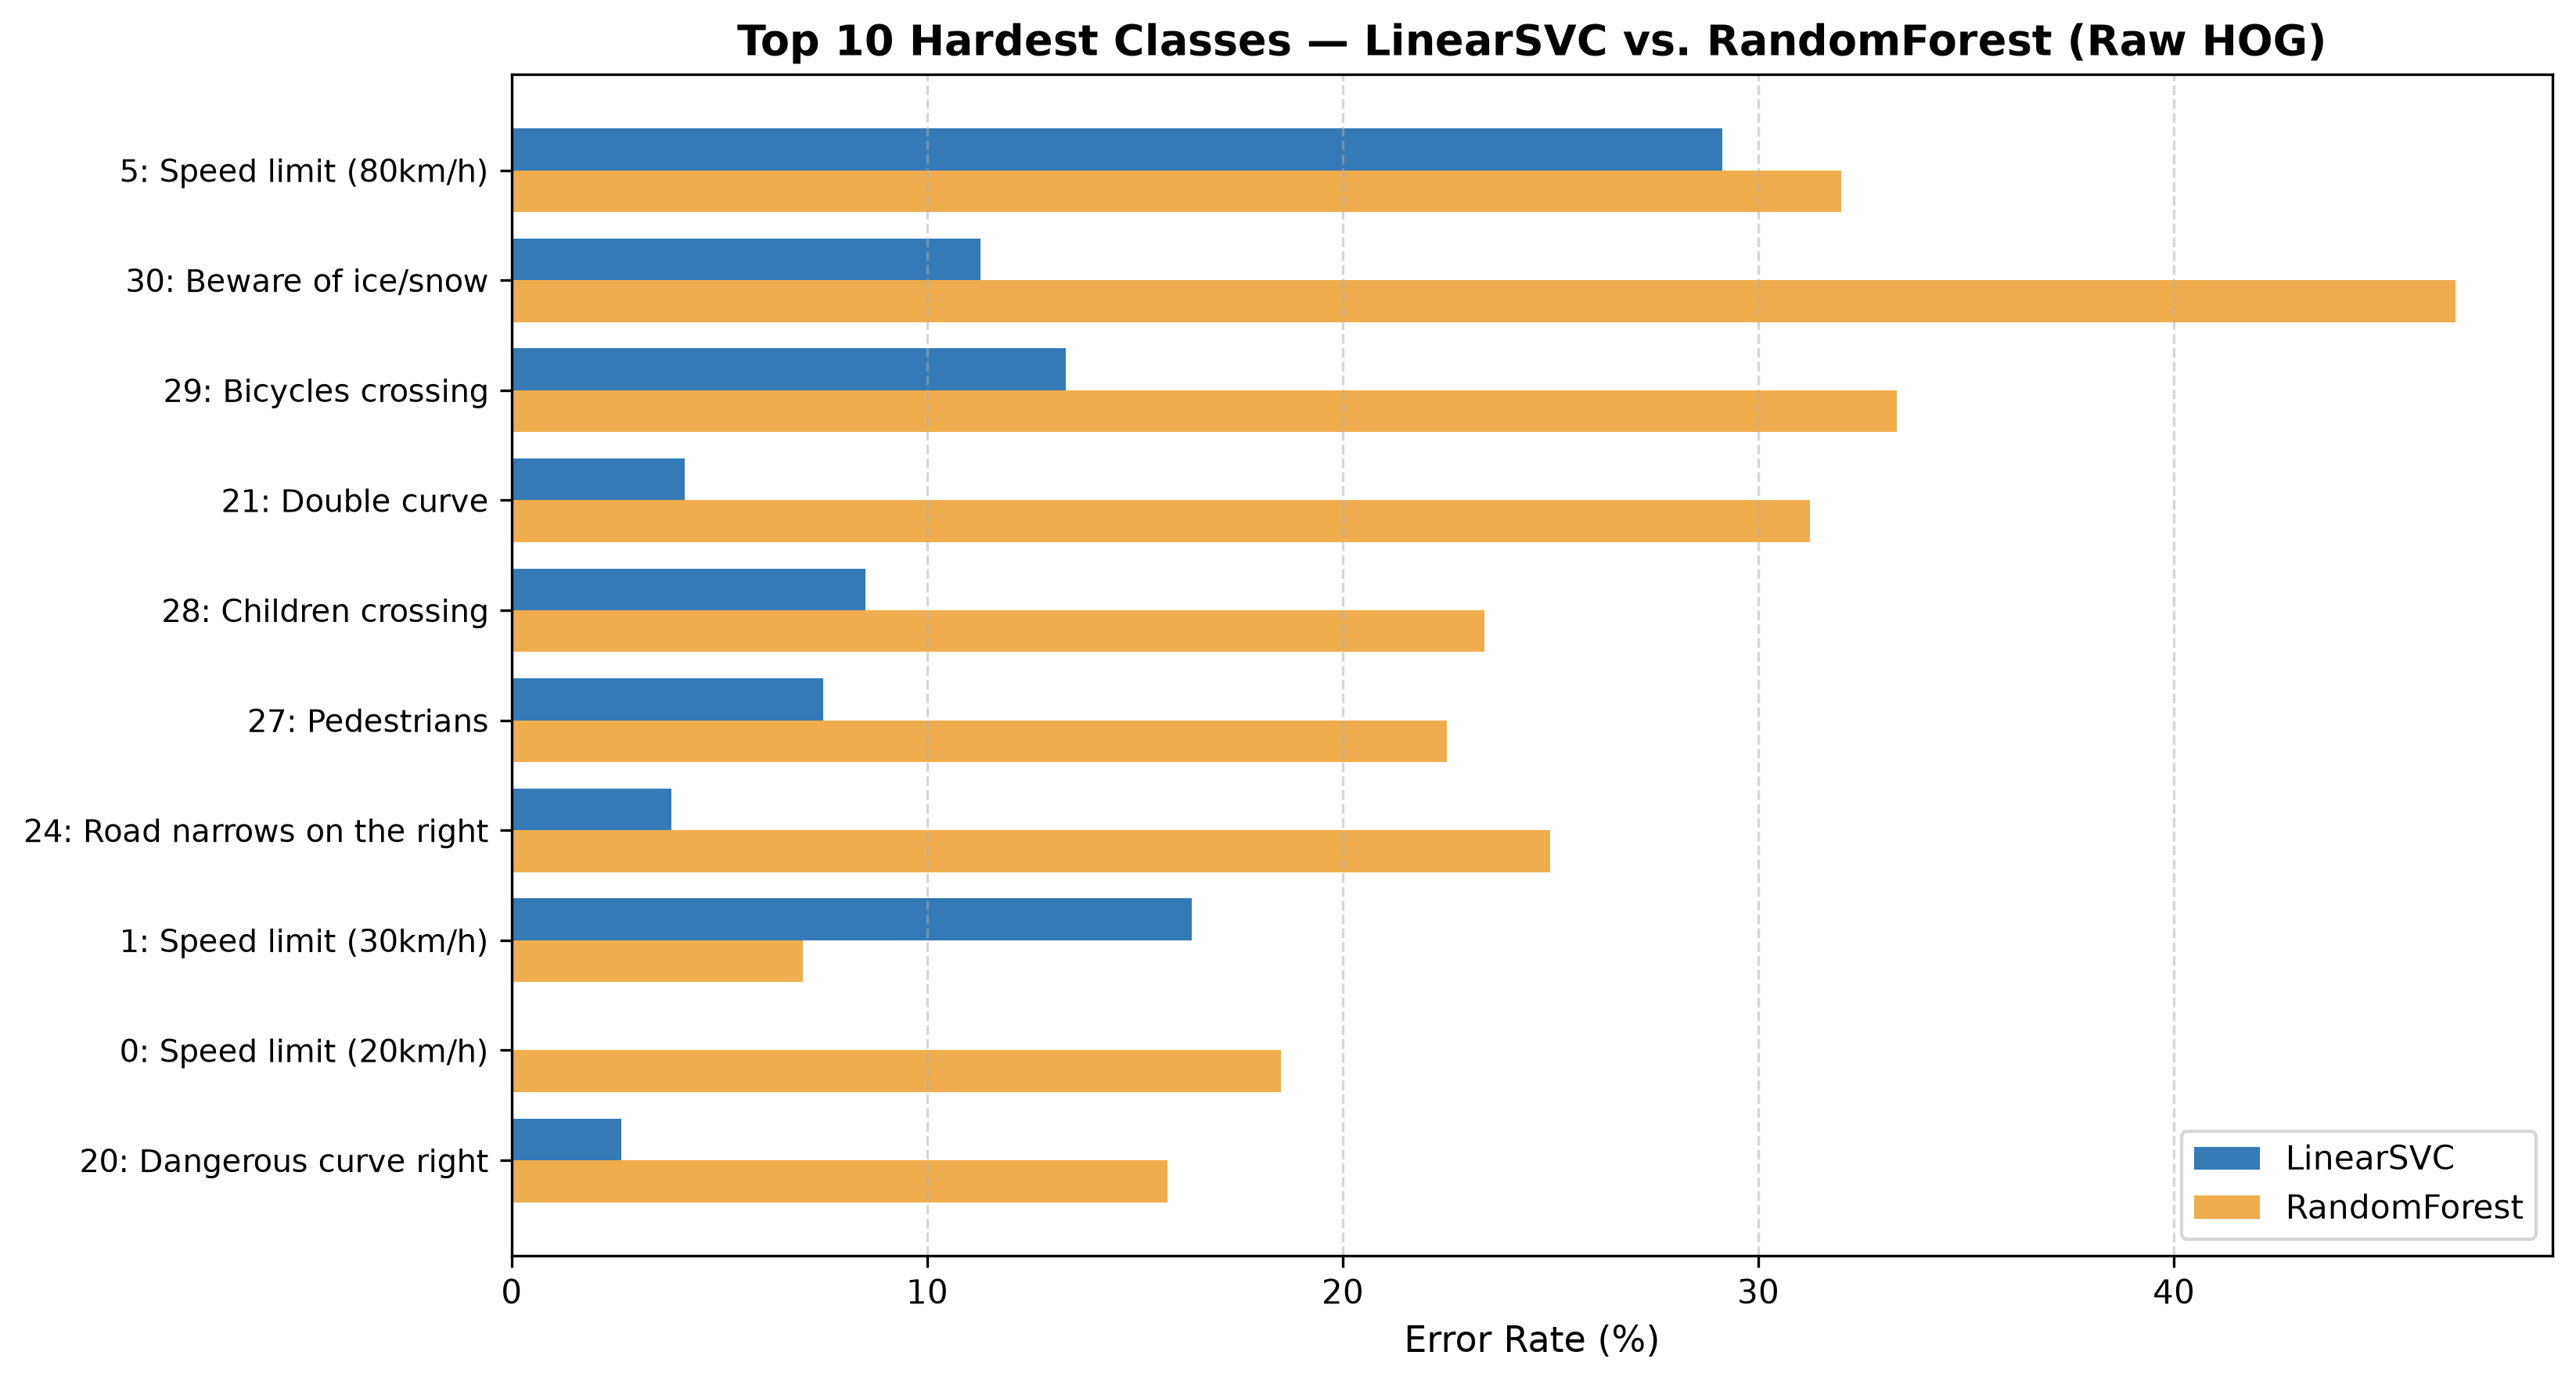 Top 10 Hardest Classes — LinearSVC vs. RandomForest (Raw HOG)
5: Speed limit (80km/h)
30: Beware of ice/snow
29: Bicycles crossing
21: Double curve
28: Children crossing
27: Pedestrians
24: Road narrows on the right
1: Speed limit (30km/h)
0: Speed limit (20km/h)
20: Dangerous curve right
LinearSVC
RandomForest
0 10 20 30 40
Error Rate (%)